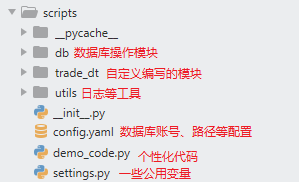 scripts
__pycache__
db 数据库操作模块
trade_dt 自定义编写的模块
utils 日志等工具
__init__.py
config.yaml 数据库账号、路径等配置
demo_code.py 个性化代码
settings.py 一些公用变量